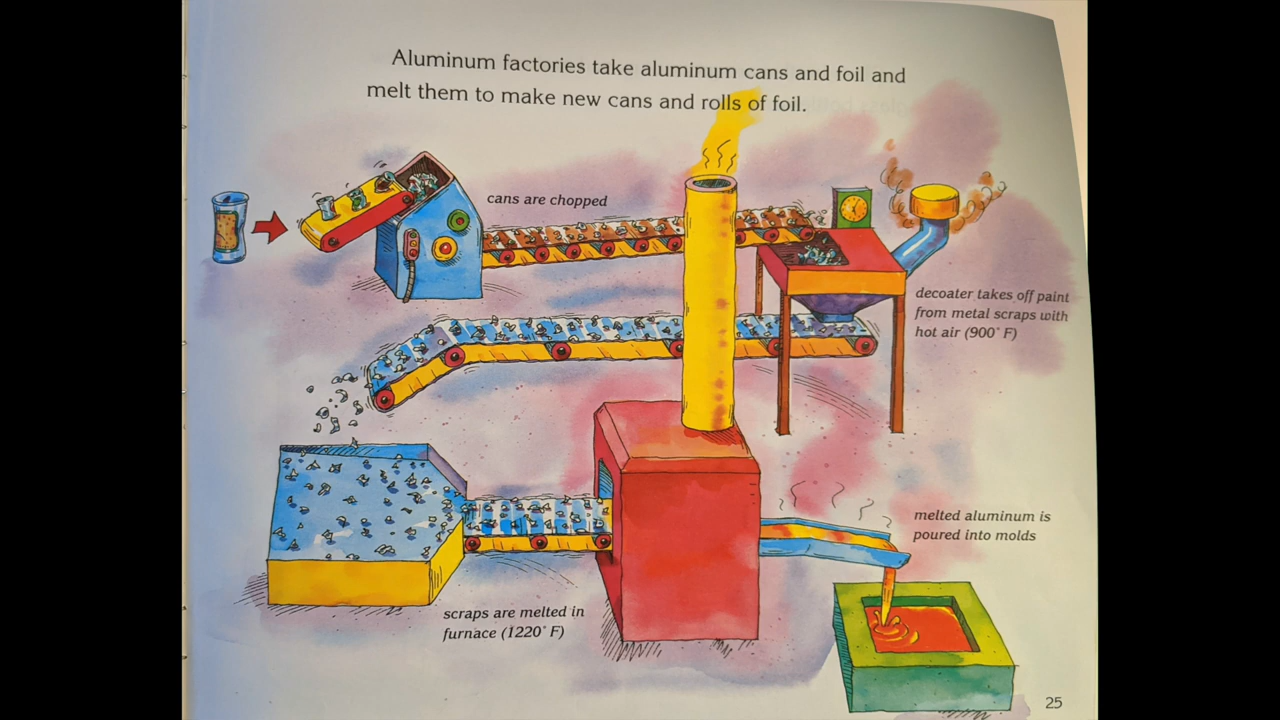 Aluminum factories take aluminum cans and foil and
melt them to make new cans and rolls of foil.
cans are chopped
decoater takes off paint
from metal scraps with
hot air (900° F)
melted aluminum is
poured into molds
scraps are melted in
furnace (1220° F)
25